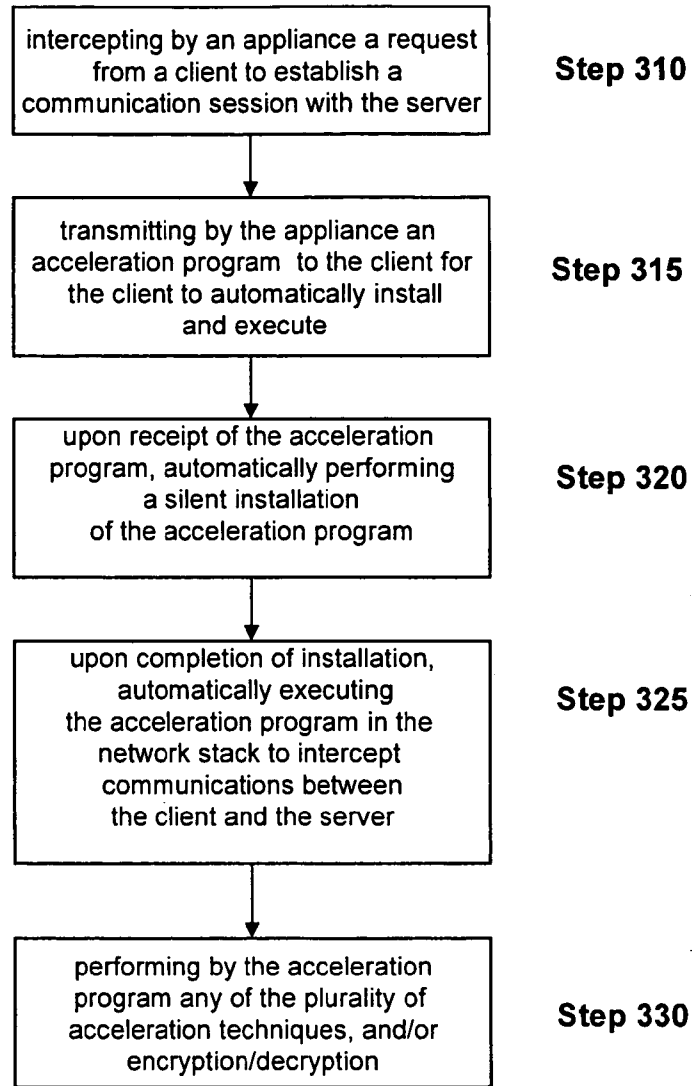 intercepting by an appliance a request
from a client to establish a
communication session with the server
Step 310
transmitting by the appliance an
acceleration program to the client for
the client to automatically install
and execute
Step 315
upon receipt of the acceleration
program, automatically performing
a silent installation
of the acceleration program
Step 320
upon completion of installation,
automatically executing
the acceleration program in the
network stack to intercept
communications between
the client and the server
Step 325
performing by the acceleration
program any of the plurality of
acceleration techniques, and/or
encryption/decryption
Step 330